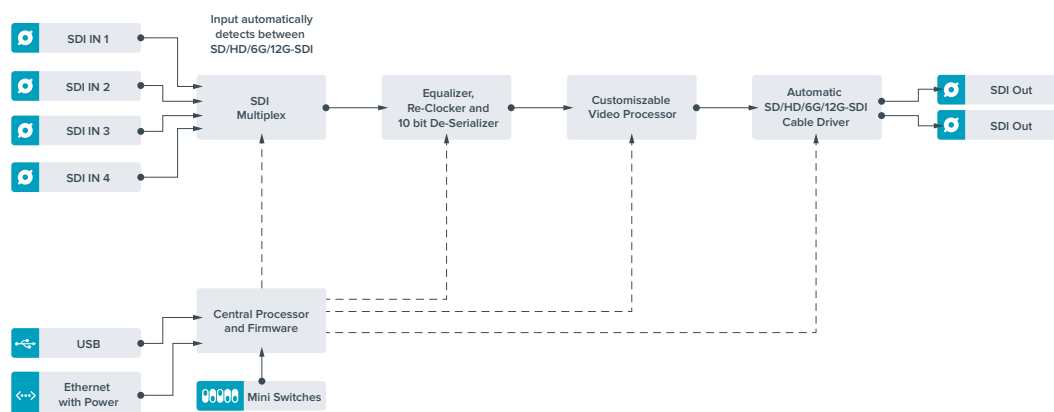 Input automatically
detects between
SD/HD/6G/12G-SDI
SDI IN 1
SDI IN 2
SDI IN 3
SDI IN 4
SDI
Multiplex
Equalizer,
Re-Clocker and
10 bit De-Serializer
Customiszable
Video Processor
Automatic
SD/HD/6G/12G-SDI
Cable Driver
SDI Out
SDI Out
Central Processor
and Firmware
USB
Ethernet
with Power
Mini Switches